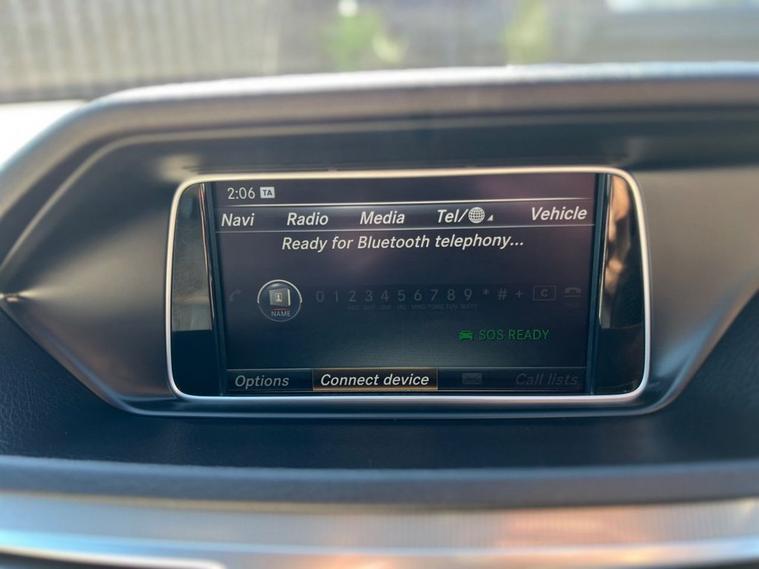 2:06 TA
Navi Radio Media Tel/ Vehicle
Ready for Bluetooth telephony...
NAME 0 1 2 3 4 5 6 7 8 9 * # + C
SOS READY
Options Connect device Call lists